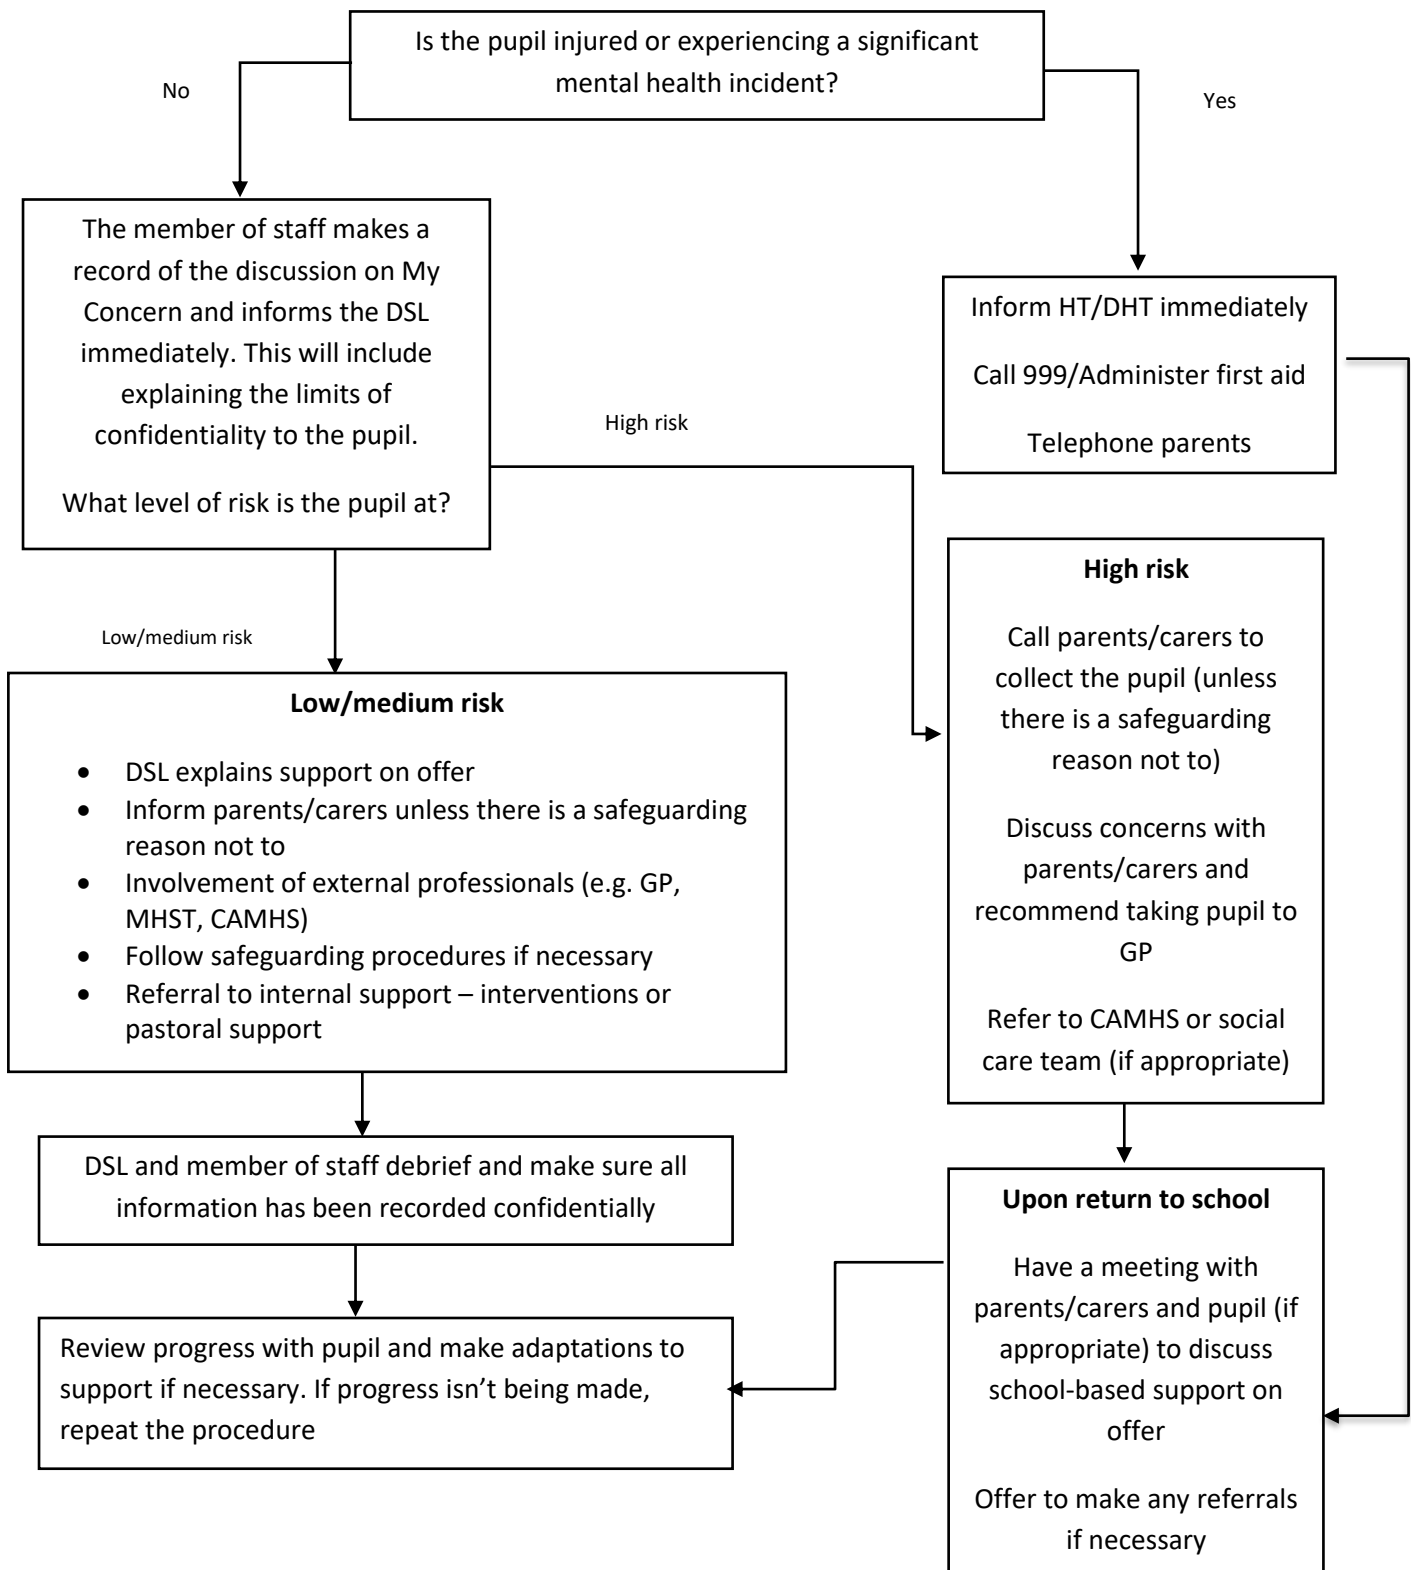 Is the pupil injured or experiencing a significant
mental health incident?
No
Yes
The member of staff makes a
record of the discussion on My
Concern and informs the DSL
immediately. This will include
explaining the limits of
confidentiality to the pupil.
What level of risk is the pupil at?
Inform HT/DHT immediately
Call 999/Administer first aid
Telephone parents
High risk
Low/medium risk
High risk
Call parents/carers to
collect the pupil (unless
there is a safeguarding
reason not to)
Discuss concerns with
parents/carers and
recommend taking pupil to
GP
Refer to CAMHS or social
care team (if appropriate)
Low/medium risk
• DSL explains support on offer
• Inform parents/carers unless there is a safeguarding
reason not to
• Involvement of external professionals (e.g. GP,
MHST, CAMHS)
• Follow safeguarding procedures if necessary
• Referral to internal support – interventions or
pastoral support
DSL and member of staff debrief and make sure all
information has been recorded confidentially
Upon return to school
Have a meeting with
parents/carers and pupil (if
appropriate) to discuss
school-based support on
offer
Offer to make any referrals
if necessary
Review progress with pupil and make adaptations to
support if necessary. If progress isn’t being made,
repeat the procedure